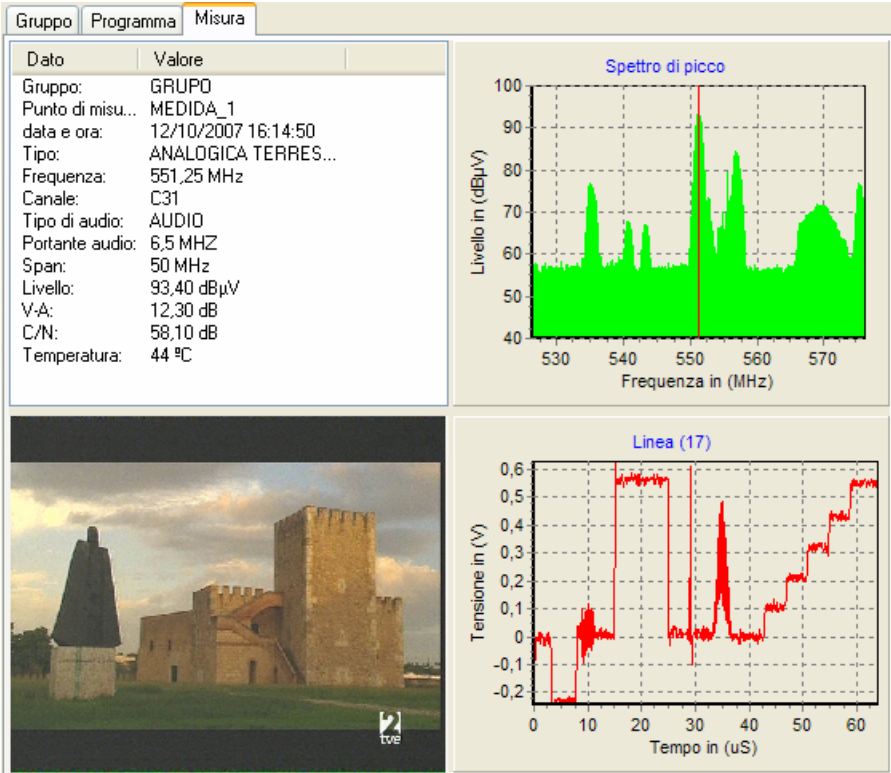 Gruppo Programma Misura
Dato Valore
Gruppo: GRUPO
Punto di misu... MEDIDA_1
data e ora: 12/10/2007 16:14:50
Tipo: ANALOGICA TERRES...
Frequenza: 551,25 MHz
Canale: C31
Tipo di audio: AUDIO
Portante audio: 6,5 MHZ
Span: 50 MHz
Livello: 93,40 dBµV
V-A: 12,30 dB
C/N: 58,10 dB
Temperatura: 44 ºC
Spettro di picco
Livello in (dBµV)
100
90
80
70
60
50
40
530 540 550 560 570
Frequenza in (MHz)
2
tve
Linea (17)
Tensione in (V)
0,6
0,5
0,4
0,3
0,2
0,1
0
-0,1
-0,2
0 10 20 30 40 50 60
Tempo in (uS)